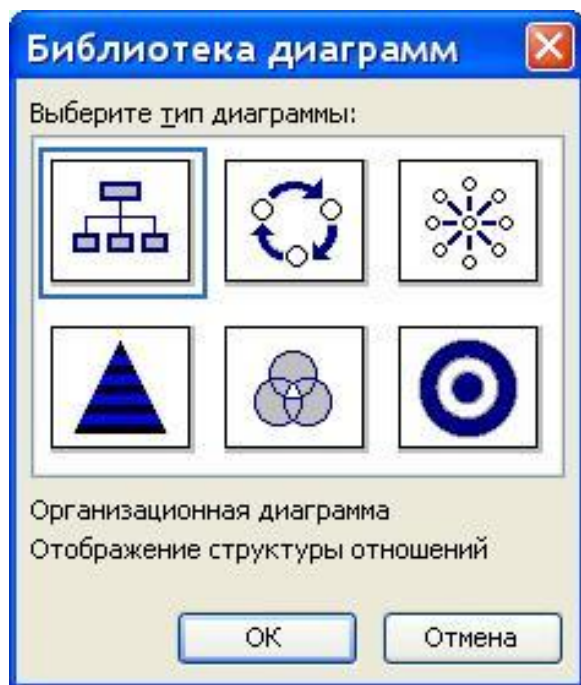 Библиотека диаграмм
Выберите тип диаграммы:
Организационная диаграмма
Отображение структуры отношений
ОК
Отмена